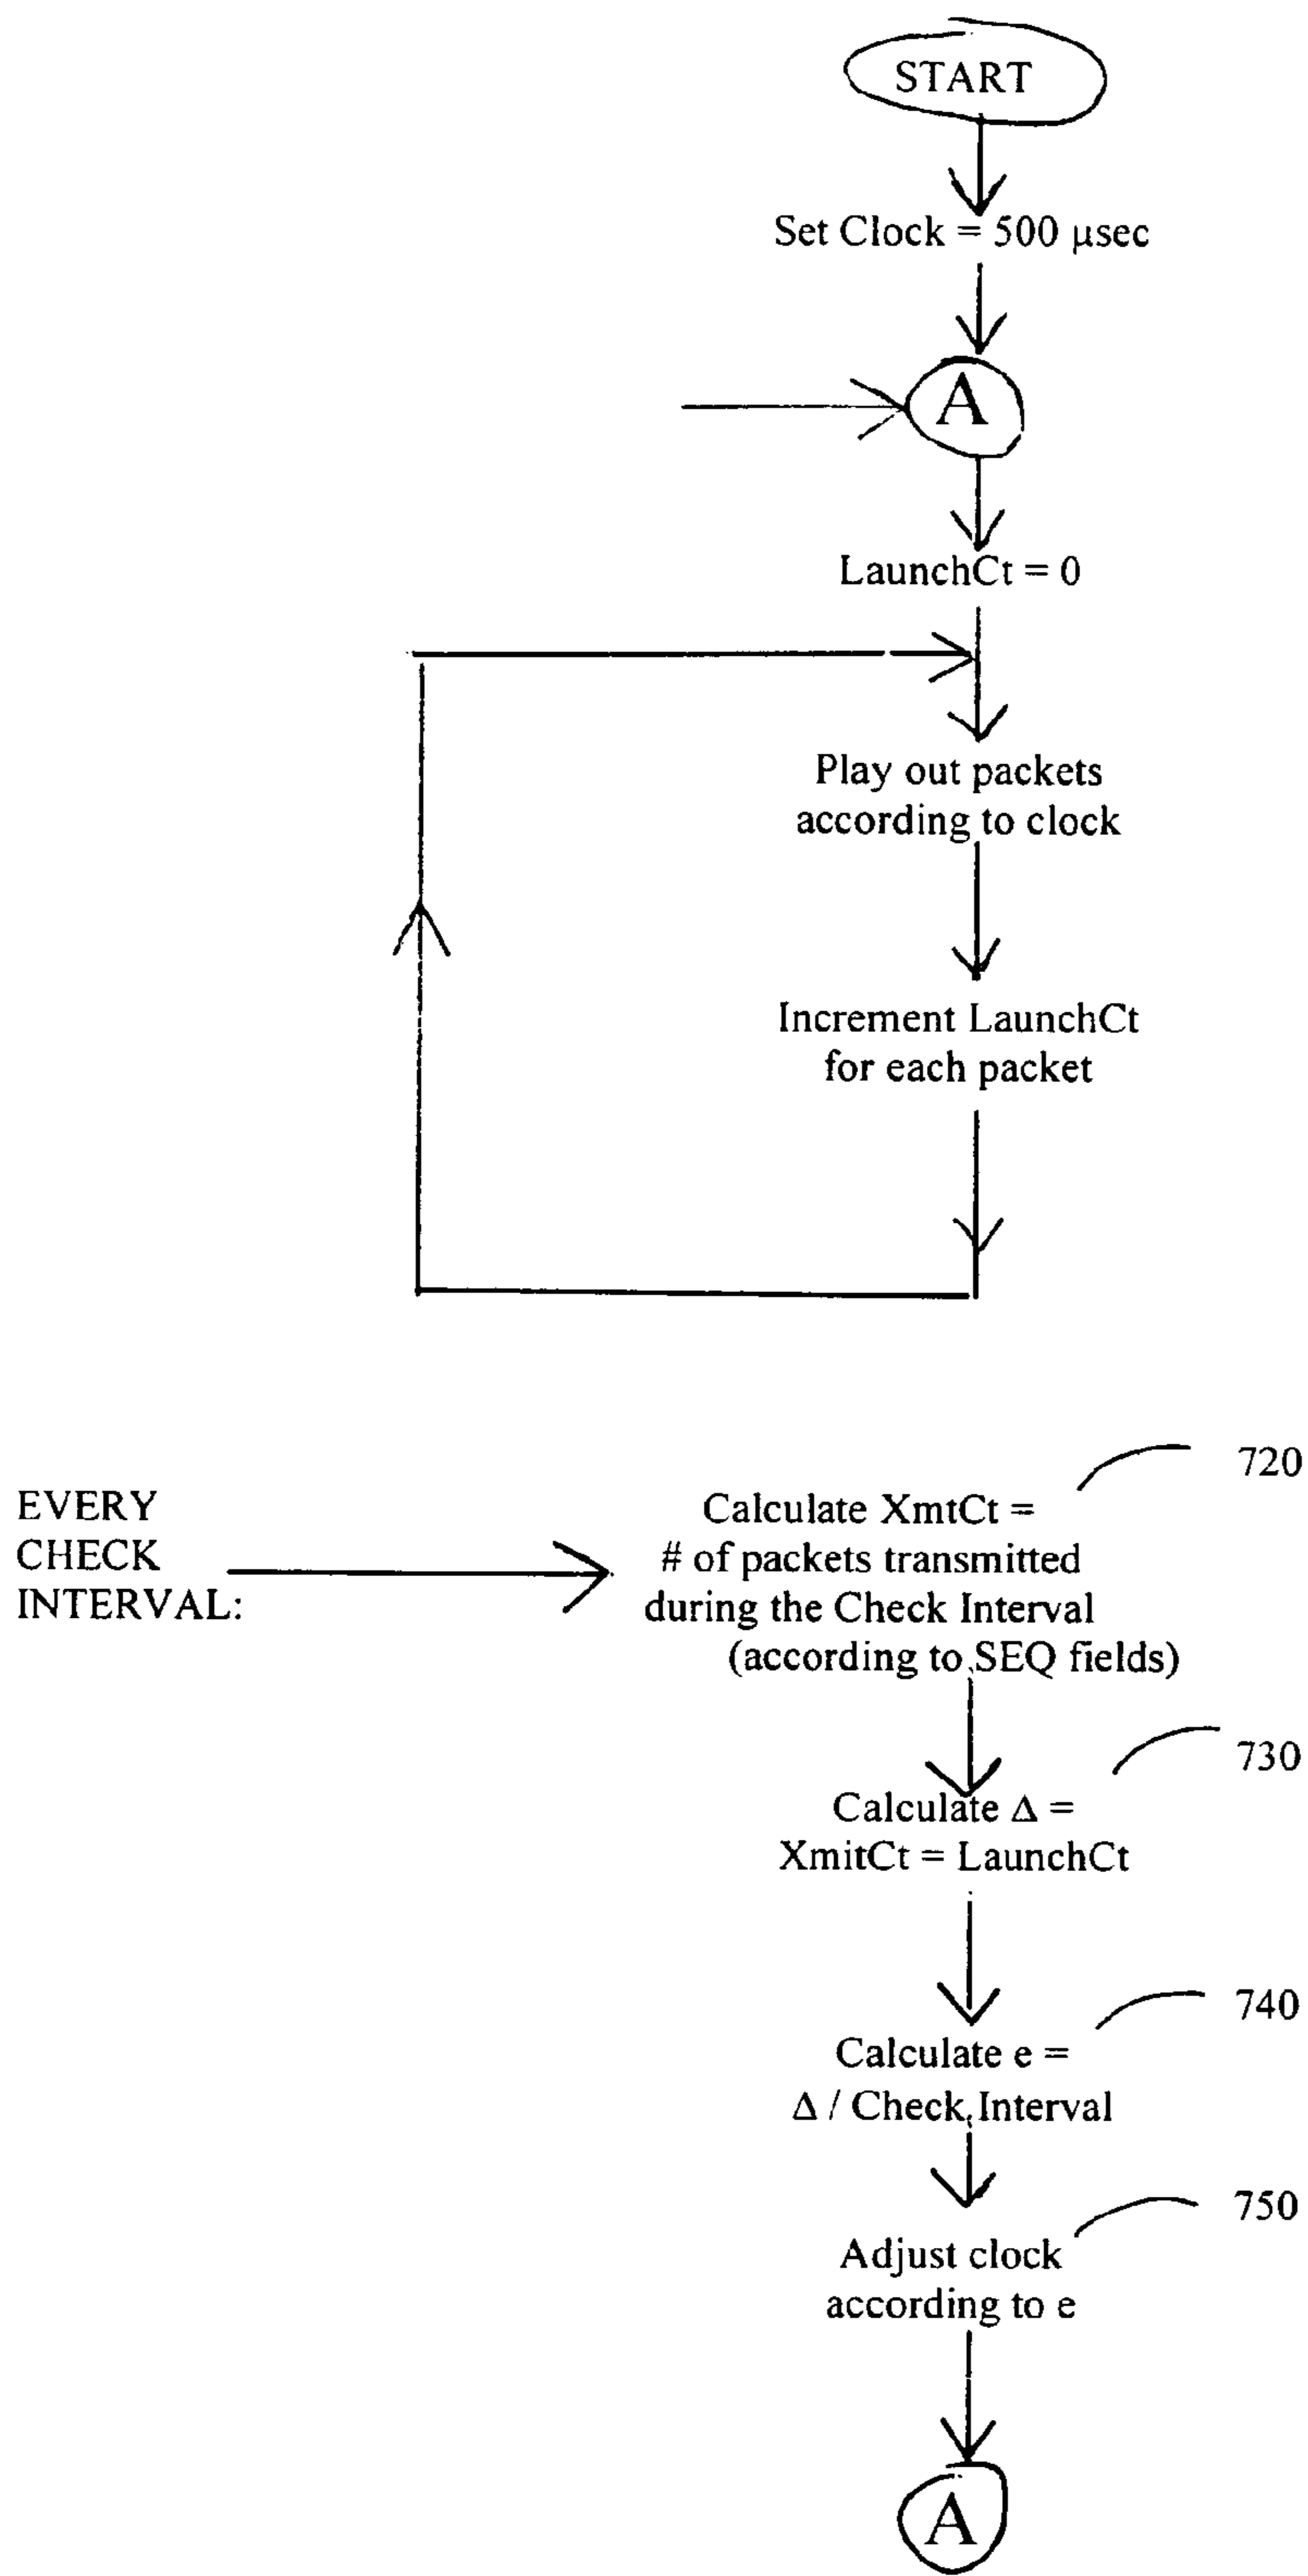 START
Set Clock = 500 μsec
A
LaunchCt = 0
Play out packets
according to clock
Increment LaunchCt
for each packet
720
EVERY
CHECK
INTERVAL:
Calculate XmtCt =
# of packets transmitted
during the Check Interval
(according to SEQ fields)
730
Calculate Δ =
XmitCt = LaunchCt
740
Calculate e =
Δ / Check Interval
750
Adjust clock
according to e
A